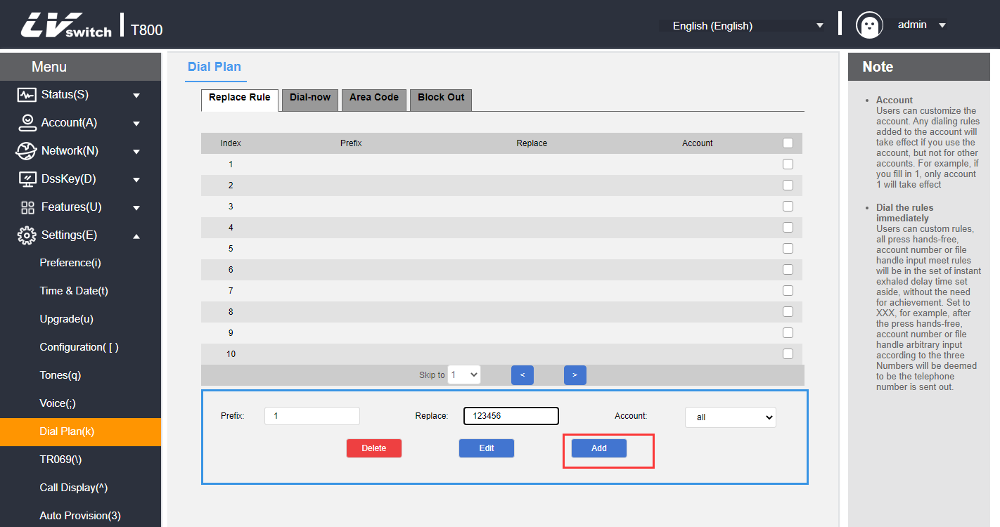 LVswitch T800
English (English)
admin
Menu
Status(S)
Account(A)
Network(N)
DssKey(D)
Features(U)
Settings(E)
Preference(i)
Time & Date(t)
Upgrade(u)
Configuration( [ )
Tones(q)
Voice(;)
Dial Plan(k)
TR069(\)
Call Display(^)
Auto Provision(3)
Dial Plan
Replace Rule Dial-now Area Code Block Out
Index Prefix Replace Account
1
2
3
4
5
6
7
8
9
10
Skip to 1 < >
Prefix: 1 Replace: 123456 Account: all
Delete Edit Add
Note
• Account
Users can customize the
account. Any dialing rules
added to the account will
take effect if you use the
account, but not for other
accounts. For example, if
you fill in 1, only account
1 will take effect
• Dial the rules
immediately
Users can custom rules,
all press hands-free,
account number or file
handle input meet rules
will be in the set of instant
exhaled delay time set
aside, without the need
for achievement. Set to
XXX, for example, after
the press hands-free,
account number or file
handle arbitrary input
according to the three
Numbers will be deemed
to be the telephone
number is sent out.